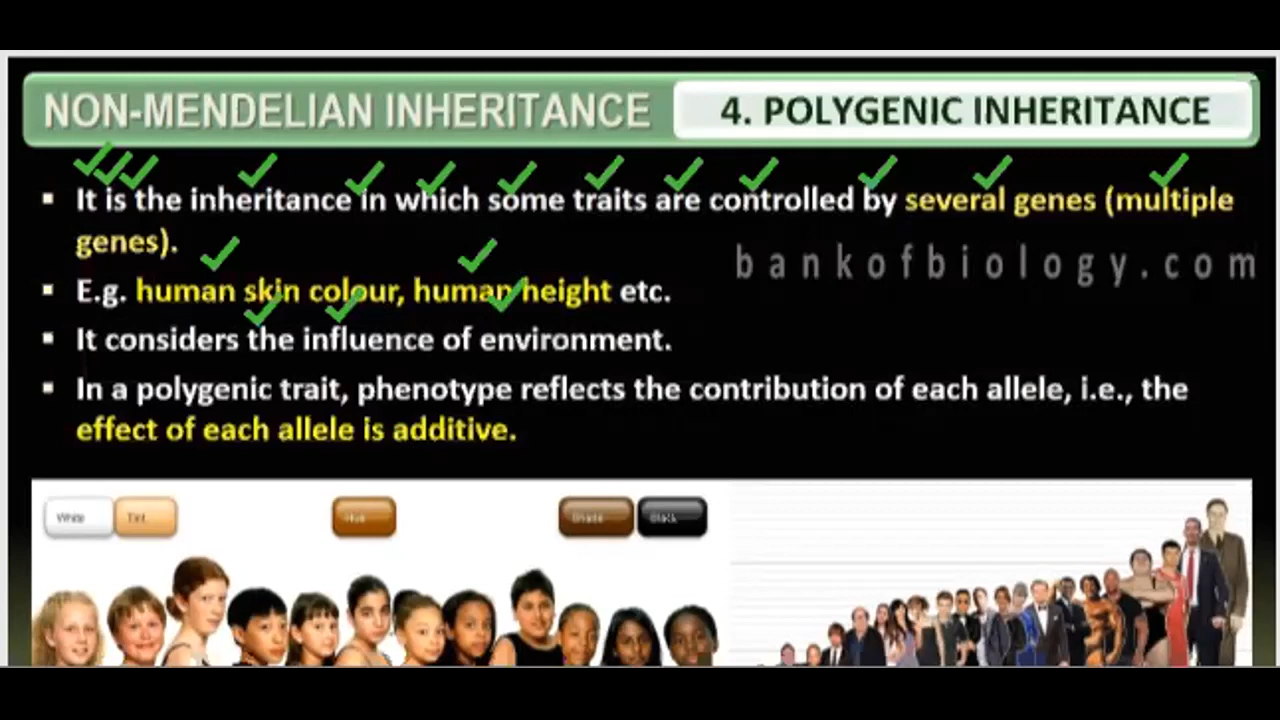 NON-MENDELIAN INHERITANCE
4. POLYGENIC INHERITANCE
▪ It is the inheritance in which some traits are controlled by several genes (multiple
genes).
bankofbiology.com
▪ E.g. human skin colour, human height etc.
▪ It considers the influence of environment.
▪ In a polygenic trait, phenotype reflects the contribution of each allele, i.e., the
effect of each allele is additive.
White Tint Hue Shade Black